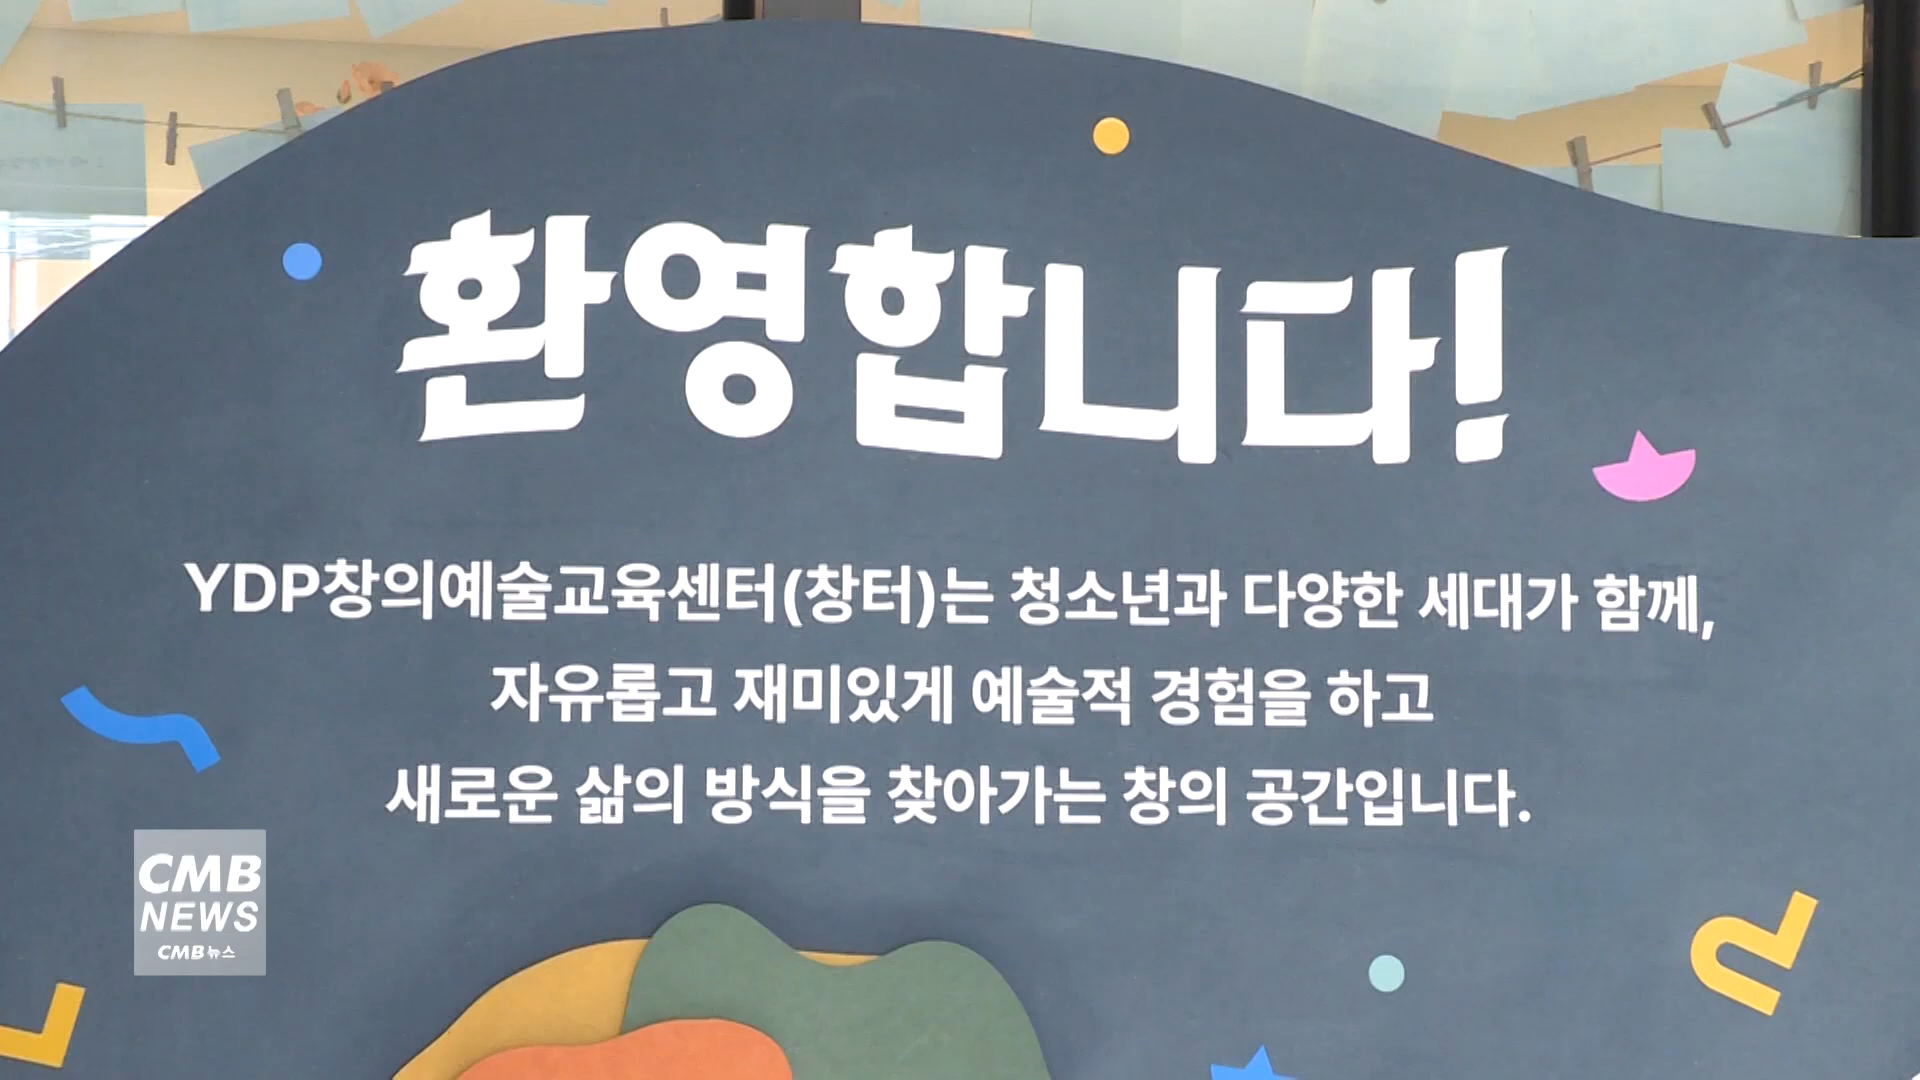 환영합니다!
YDP창의예술교육센터(창터)는 청소년과 다양한 세대가 함께,
자유롭고 재미있게 예술적 경험을 하고
새로운 삶의 방식을 찾아가는 창의 공간입니다.
CMB
NEWS
CMB뉴스